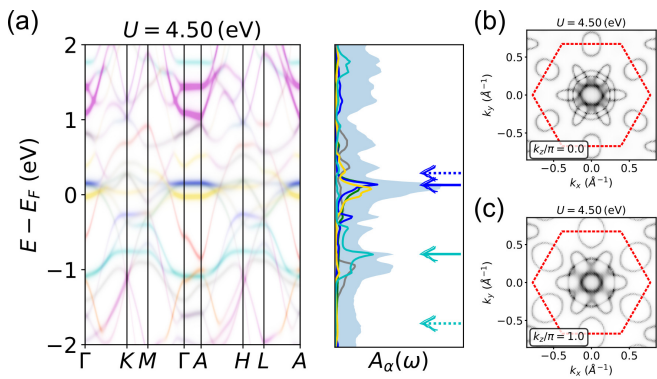 (a)
U = 4.50 (eV)
E − E_F (eV)
2
1
0
−1
−2
Γ K M Γ A H L A
A_α(ω)
(b)
U = 4.50 (eV)
k_y (Å⁻¹)
0.5
0.0
−0.5
k_z/π = 0.0
−0.5 0.0 0.5
k_x (Å⁻¹)
(c)
U = 4.50 (eV)
k_y (Å⁻¹)
0.5
0.0
−0.5
k_z/π = 1.0
−0.5 0.0 0.5
k_x (Å⁻¹)